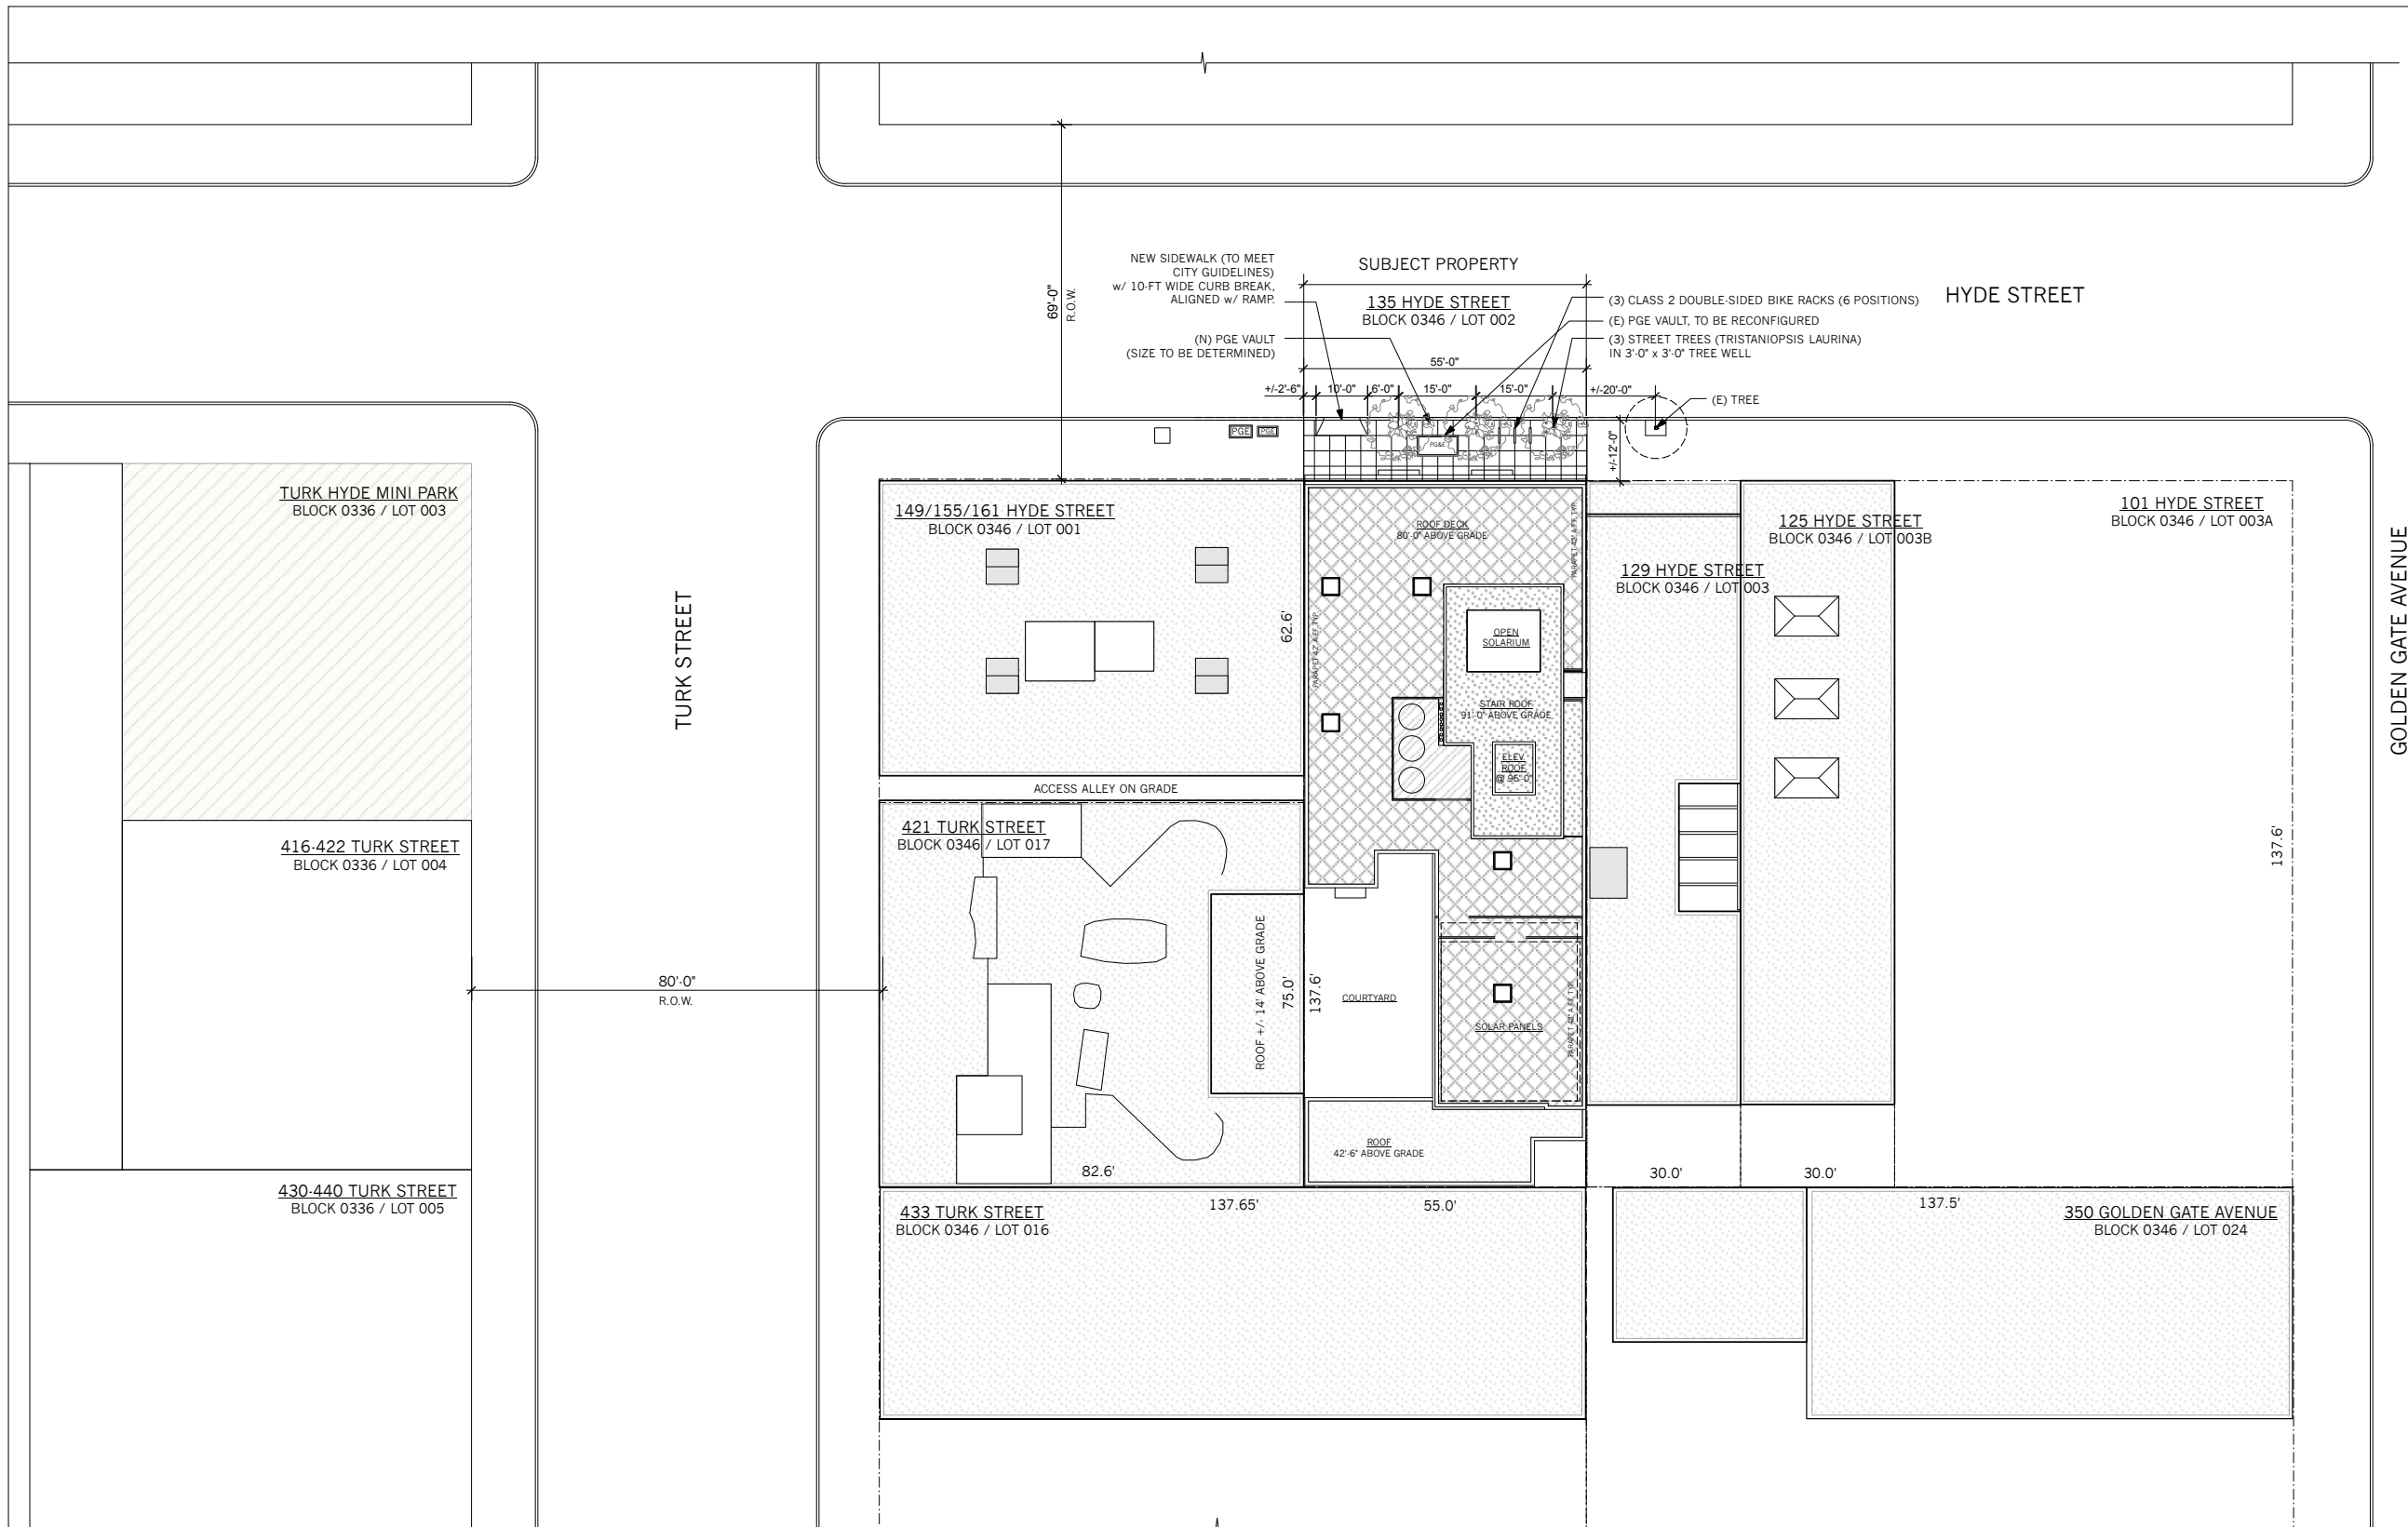 NEW SIDEWALK (TO MEET
CITY GUIDELINES)
w/ 10-FT WIDE CURB BREAK,
ALIGNED w/ RAMP.
(N) PGE VAULT
(SIZE TO BE DETERMINED)
69'-0"
R.O.W.
SUBJECT PROPERTY
135 HYDE STREET
BLOCK 0346 / LOT 002
(3) CLASS 2 DOUBLE-SIDED BIKE RACKS (6 POSITIONS)
(E) PGE VAULT, TO BE RECONFIGURED
(3) STREET TREES (TRISTANIOPSIS LAURINA)
IN 3'-0" x 3'-0" TREE WELL
HYDE STREET
55'-0"
+/-2'-6"
10'-0"
6'-0"
15'-0"
15'-0"
+/-20'-0"
(E) TREE
PGE
PGE
PG&E
+/-12'-0"
TURK HYDE MINI PARK
BLOCK 0336 / LOT 003
149/155/161 HYDE STREET
BLOCK 0346 / LOT 001
ROOF DECK
80'-0" ABOVE GRADE
PARAPET 42" A.F.F. TYP.
125 HYDE STREET
BLOCK 0346 / LOT 003B
101 HYDE STREET
BLOCK 0346 / LOT 003A
129 HYDE STREET
BLOCK 0346 / LOT 003
GOLDEN GATE AVENUE
TURK STREET
62.6'
PARAPET 42" A.F.F. TYP.
OPEN
SOLARIUM
STAIR ROOF
91'-0" ABOVE GRADE
ELEV.
ROOF
@ 96'-0"
ACCESS ALLEY ON GRADE
416-422 TURK STREET
BLOCK 0336 / LOT 004
421 TURK STREET
BLOCK 0346 / LOT 017
137.6'
80'-0"
R.O.W.
ROOF +/- 14' ABOVE GRADE
75.0'
137.6'
COURTYARD
SOLAR PANELS
PARAPET 42" A.F.F. TYP.
ROOF
42'-6" ABOVE GRADE
82.6'
30.0'
30.0'
430-440 TURK STREET
BLOCK 0336 / LOT 005
433 TURK STREET
BLOCK 0346 / LOT 016
137.65'
55.0'
137.5'
350 GOLDEN GATE AVENUE
BLOCK 0346 / LOT 024